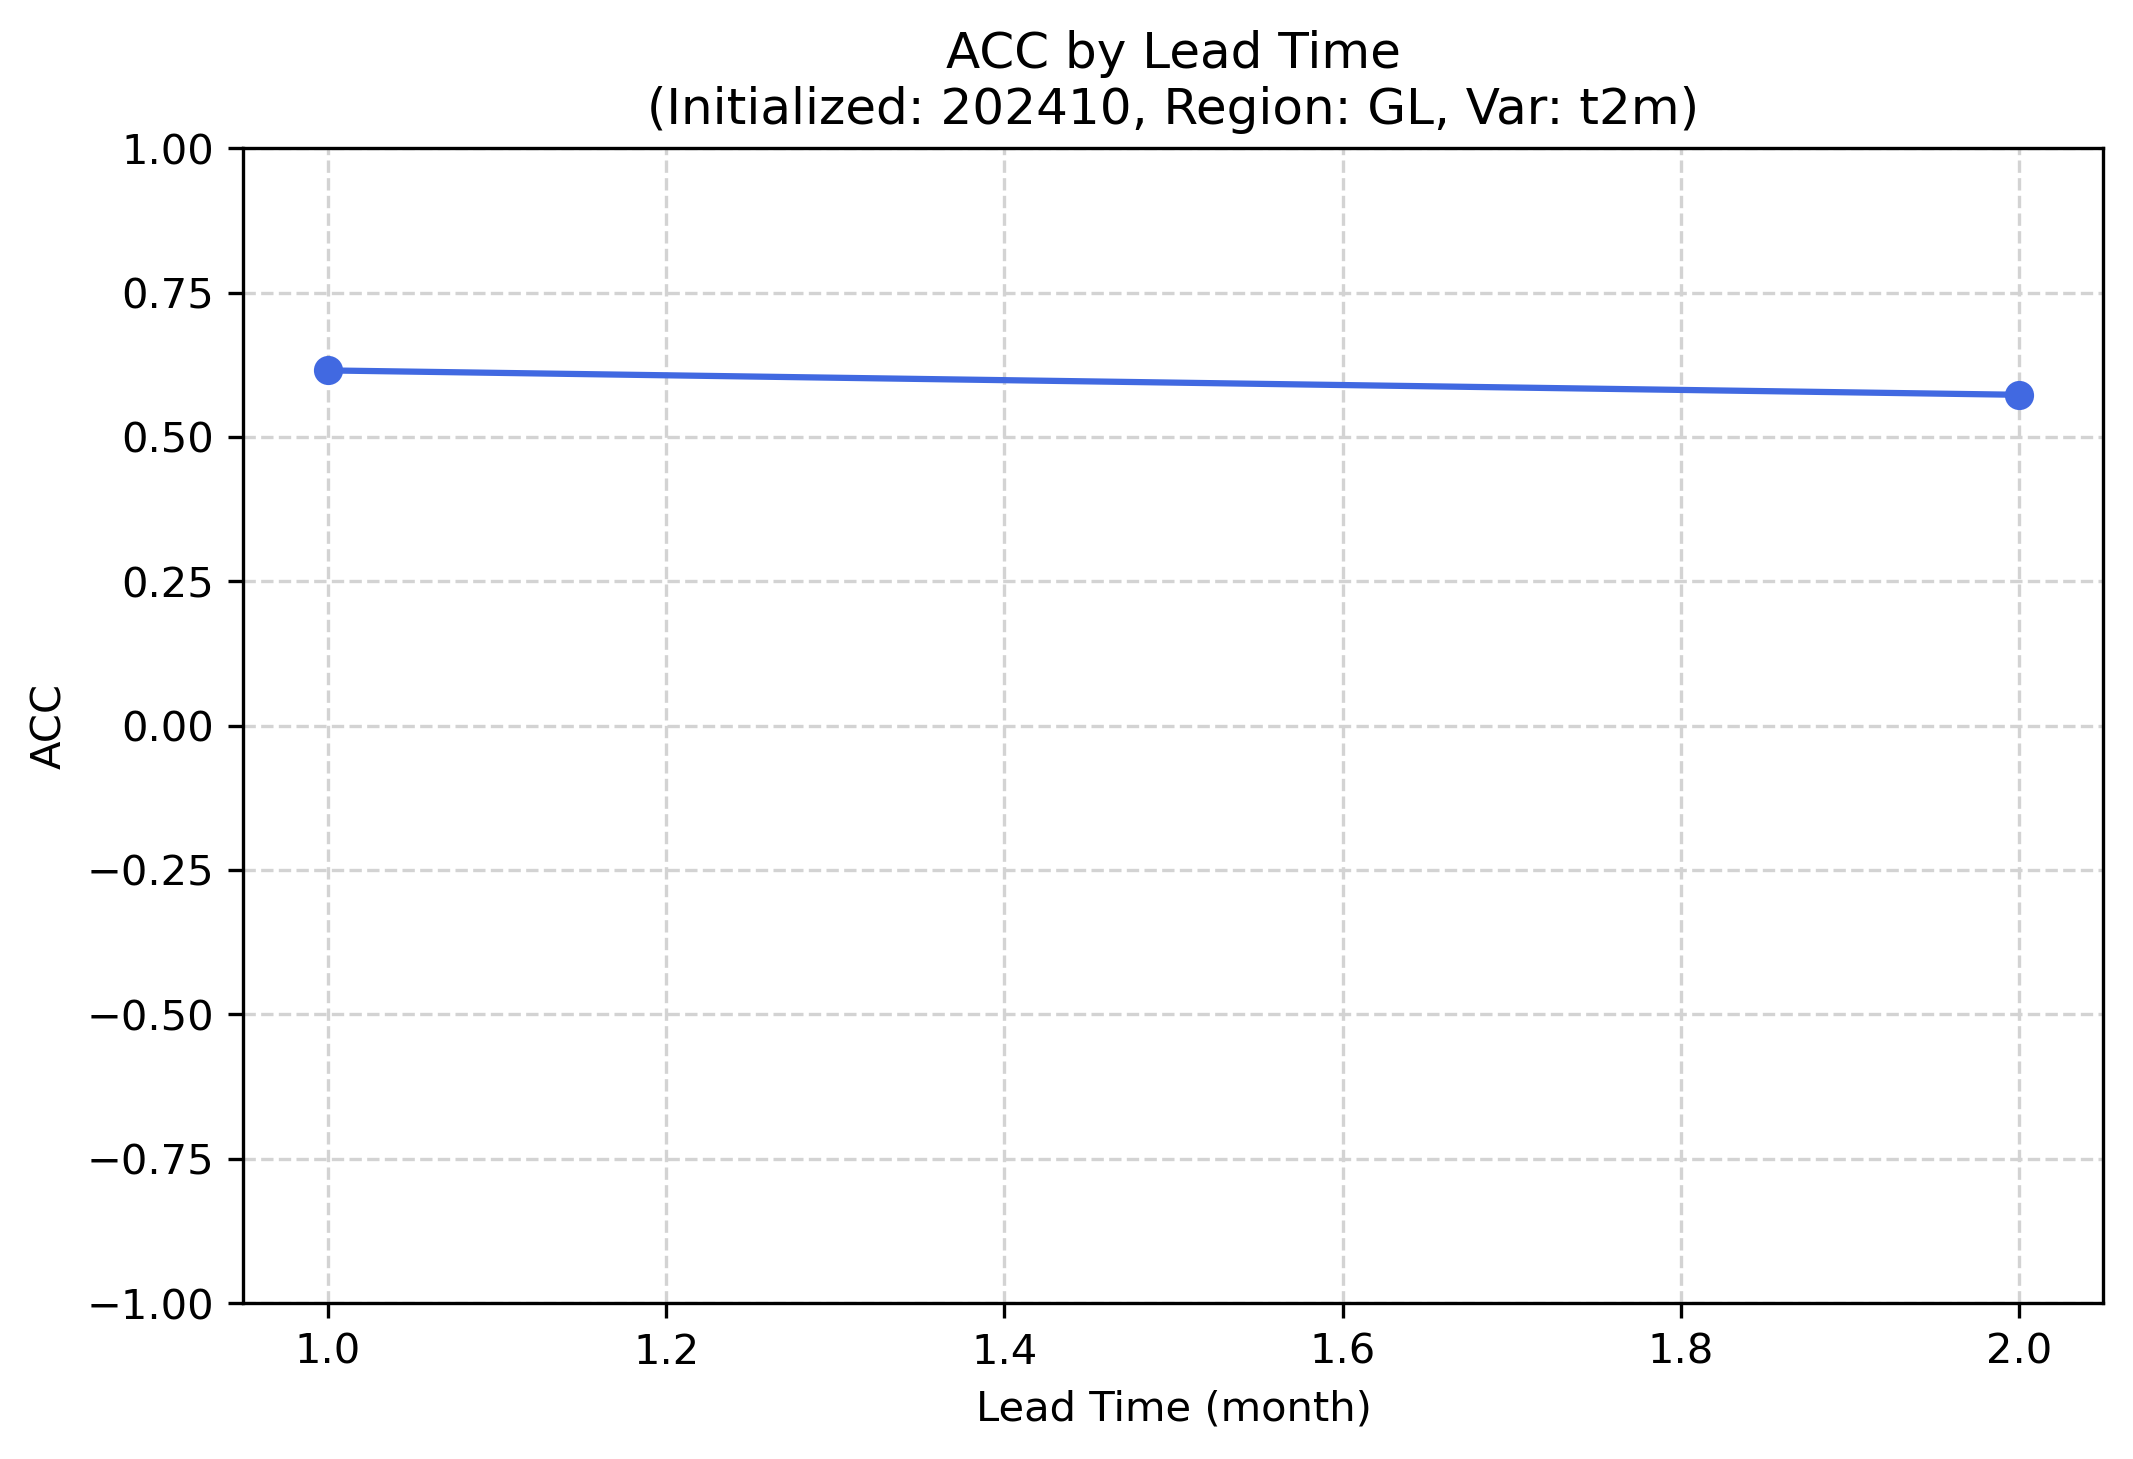 ACC by Lead Time
(Initialized: 202410, Region: GL, Var: t2m)
1.00
0.75
0.50
0.25
0.00
−0.25
−0.50
−0.75
−1.00
ACC
1.0 1.2 1.4 1.6 1.8 2.0
Lead Time (month)